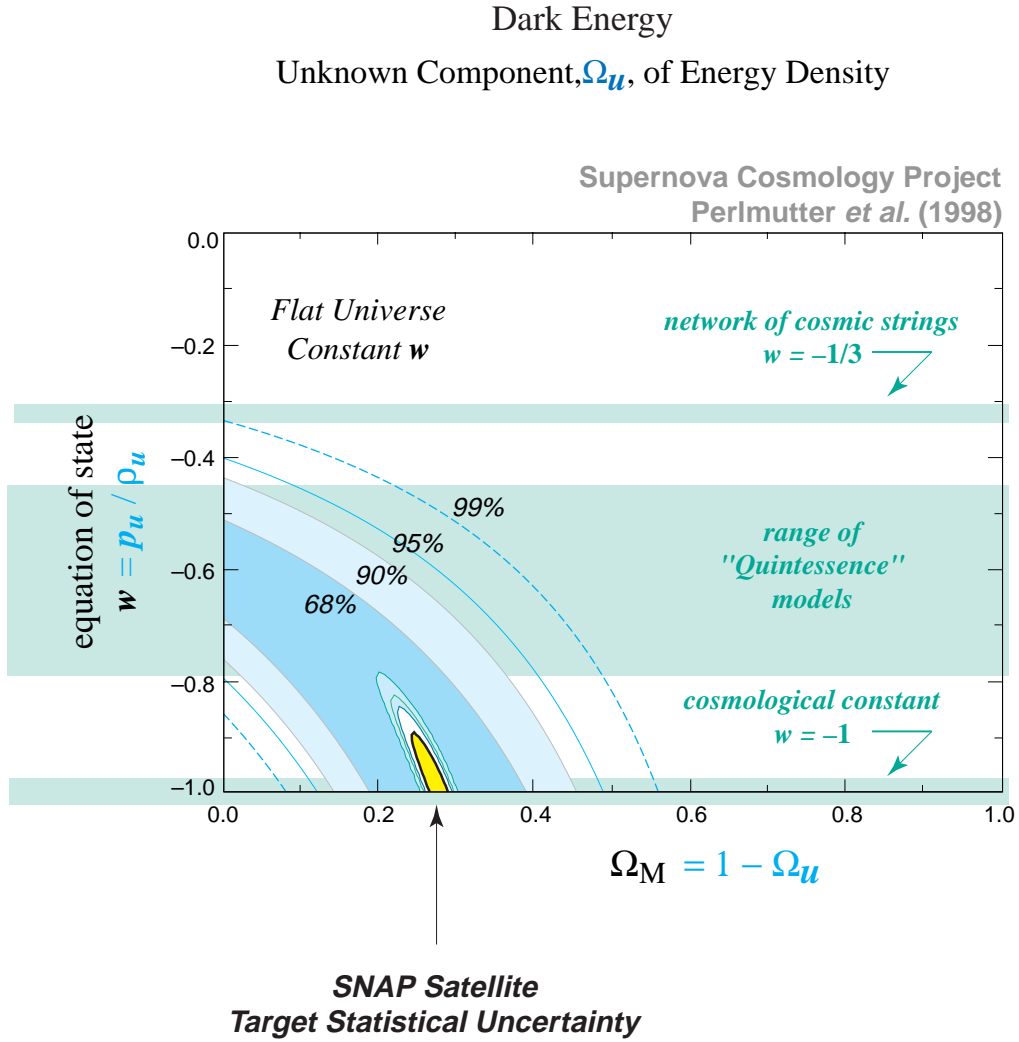 Dark Energy
Unknown Component,Ωu, of Energy Density
Supernova Cosmology Project
Perlmutter et al. (1998)
0.0
–0.2
–0.4
–0.6
–0.8
–1.0
equation of state
w = pu / ρu
Flat Universe
Constant w
network of cosmic strings
w = –1/3
99%
95%
90%
68%
range of
"Quintessence"
models
cosmological constant
w = –1
0.0 0.2 0.4 0.6 0.8 1.0
ΩM = 1 – Ωu
SNAP Satellite
Target Statistical Uncertainty